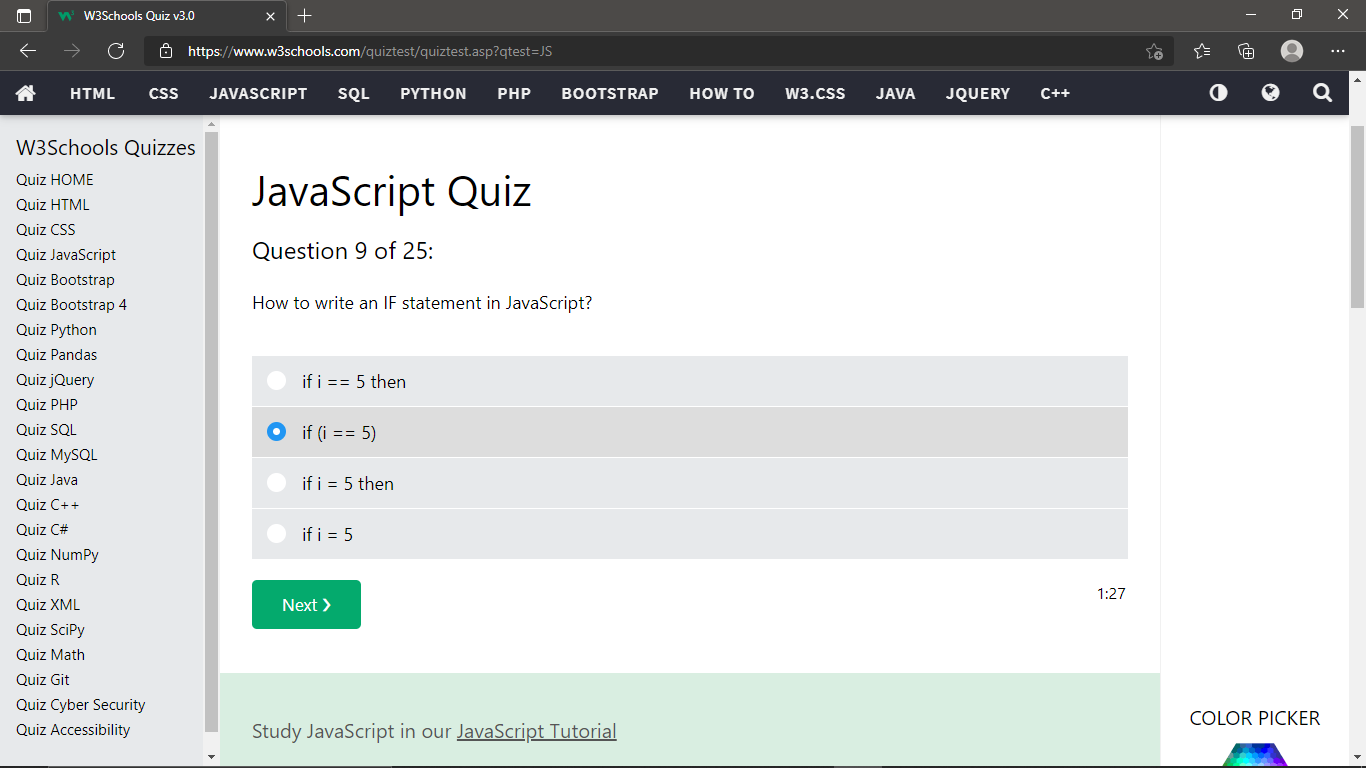 W3Schools Quiz v3.0
https://www.w3schools.com/quiztest/quiztest.asp?qtest=JS
HTML CSS JAVASCRIPT SQL PYTHON PHP BOOTSTRAP HOW TO W3.CSS JAVA JQUERY C++
W3Schools Quizzes
Quiz HOME
Quiz HTML
Quiz CSS
Quiz JavaScript
Quiz Bootstrap
Quiz Bootstrap 4
Quiz Python
Quiz Pandas
Quiz jQuery
Quiz PHP
Quiz SQL
Quiz MySQL
Quiz Java
Quiz C++
Quiz C#
Quiz NumPy
Quiz R
Quiz XML
Quiz SciPy
Quiz Math
Quiz Git
Quiz Cyber Security
Quiz Accessibility
JavaScript Quiz
Question 9 of 25:
How to write an IF statement in JavaScript?
if i == 5 then
if (i == 5)
if i = 5 then
if i = 5
Next ❯
1:27
Study JavaScript in our JavaScript Tutorial
COLOR PICKER